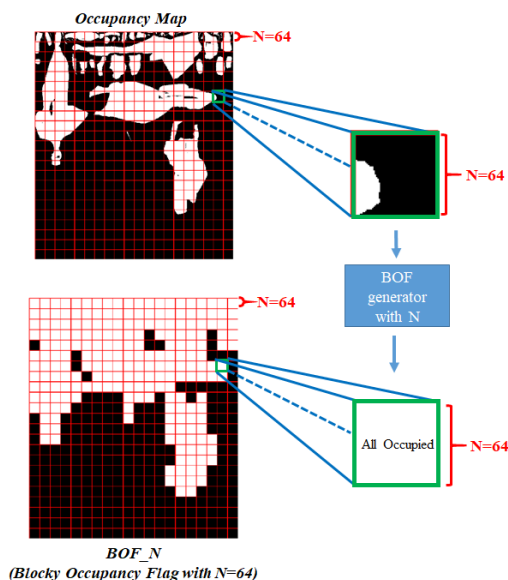 Occupancy Map
N=64
N=64
BOF
generator
with N
N=64
All Occupied
N=64
BOF_N
(Blocky Occupancy Flag with N=64)